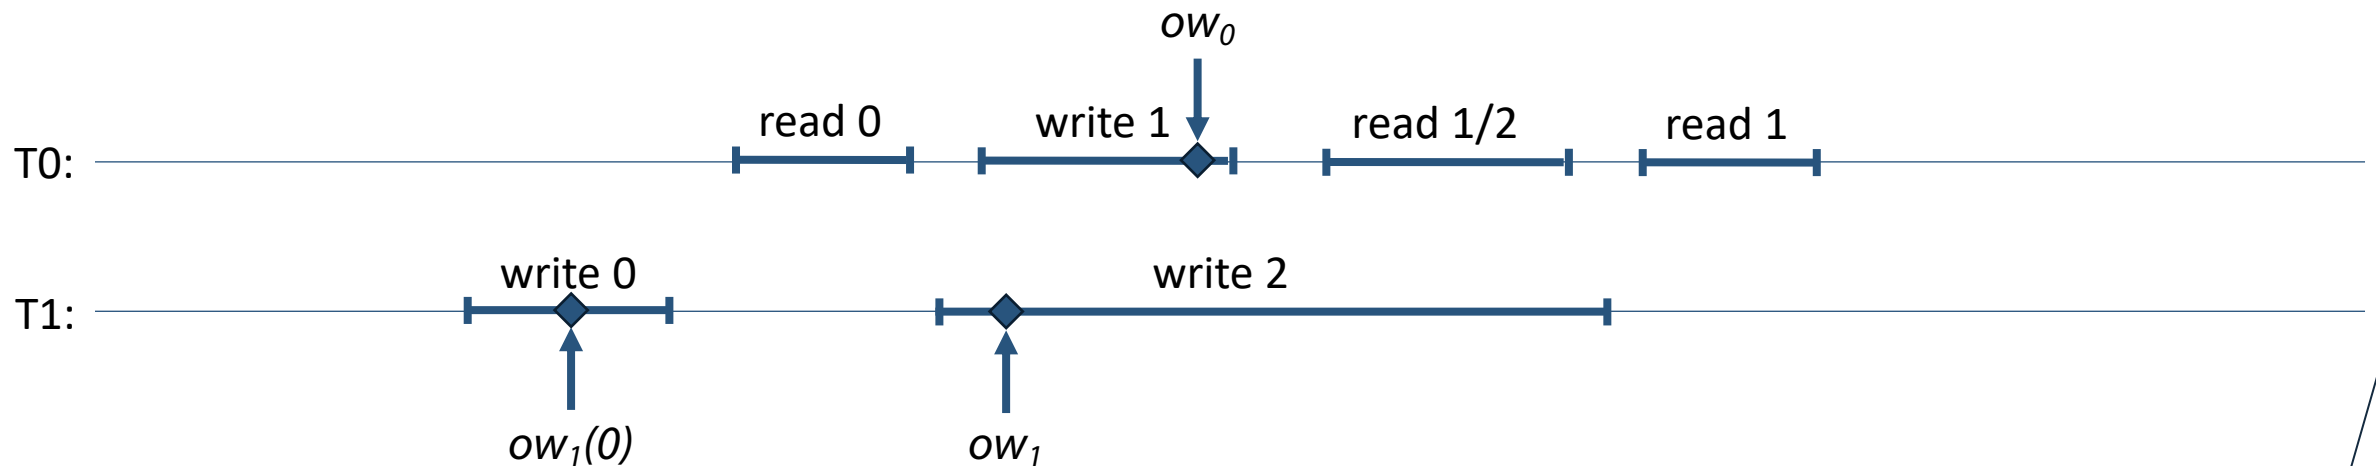 ow₀
read 0 write 1 read 1/2 read 1
T0:
write 0 write 2
T1:
ow₁(0) ow₁